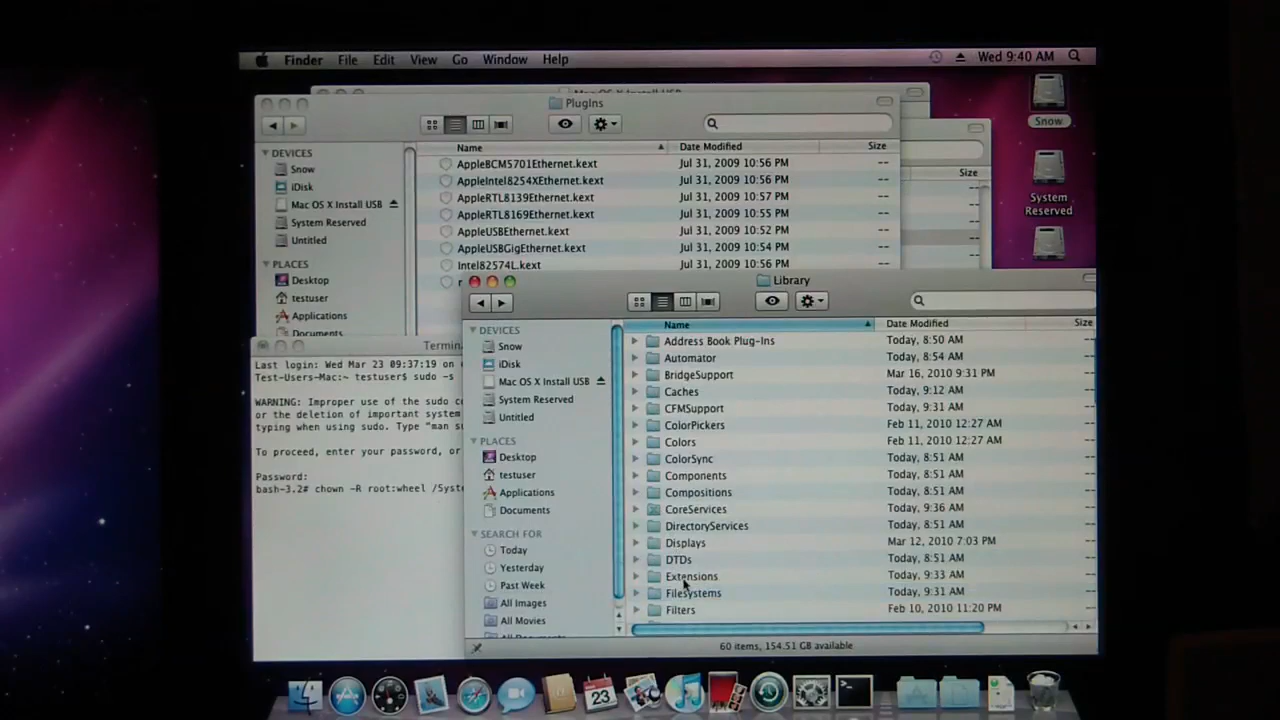 Finder File Edit View Go Window Help Wed 9:40 AM
Mac OS X Install USB
PlugIns
Name Date Modified Size
DEVICES
Snow
iDisk
Mac OS X Install USB
System Reserved
Untitled
PLACES
Desktop
testuser
Applications
Documents
AppleBCM5701Ethernet.kext Jul 31, 2009 10:56 PM --
AppleIntel8254XEthernet.kext Jul 31, 2009 10:56 PM --
AppleRTL8139Ethernet.kext Jul 31, 2009 10:57 PM --
AppleRTL8169Ethernet.kext Jul 31, 2009 10:55 PM --
AppleUSBEthernet.kext Jul 31, 2009 10:52 PM --
AppleUSBGigEthernet.kext Jul 31, 2009 10:54 PM --
Intel82574L.kext Jul 31, 2009 10:56 PM --
Size
Snow
System
Reserved
Termin
Last login: Wed Mar 23 09:37:19 on
Test-Users-Mac:~ testuser$ sudo -s
WARNING: Improper use of the sudo c
or the deletion of important system
typing when using sudo. Type "man su
To proceed, enter your password, or
Password:
bash-3.2# chown -R root:wheel /Syste
Library
DEVICES
Snow
iDisk
Mac OS X Install USB
System Reserved
Untitled
PLACES
Desktop
testuser
Applications
Documents
SEARCH FOR
Today
Yesterday
Past Week
All Images
All Movies
All Documents
Name Date Modified Size
Address Book Plug-Ins Today, 8:50 AM --
Automator Today, 8:54 AM --
BridgeSupport Mar 16, 2010 9:31 PM --
Caches Today, 9:12 AM --
CFMSupport Today, 9:31 AM --
ColorPickers Feb 11, 2010 12:27 AM --
Colors Feb 11, 2010 12:27 AM --
ColorSync Today, 8:51 AM --
Components Today, 8:51 AM --
Compositions Today, 8:51 AM --
CoreServices Today, 9:36 AM --
DirectoryServices Today, 8:51 AM --
Displays Mar 12, 2010 7:03 PM --
DTDs Today, 8:51 AM --
Extensions Today, 9:33 AM --
Filesystems Today, 9:31 AM --
Filters Feb 10, 2010 11:20 PM --
60 items, 154.51 GB available
23